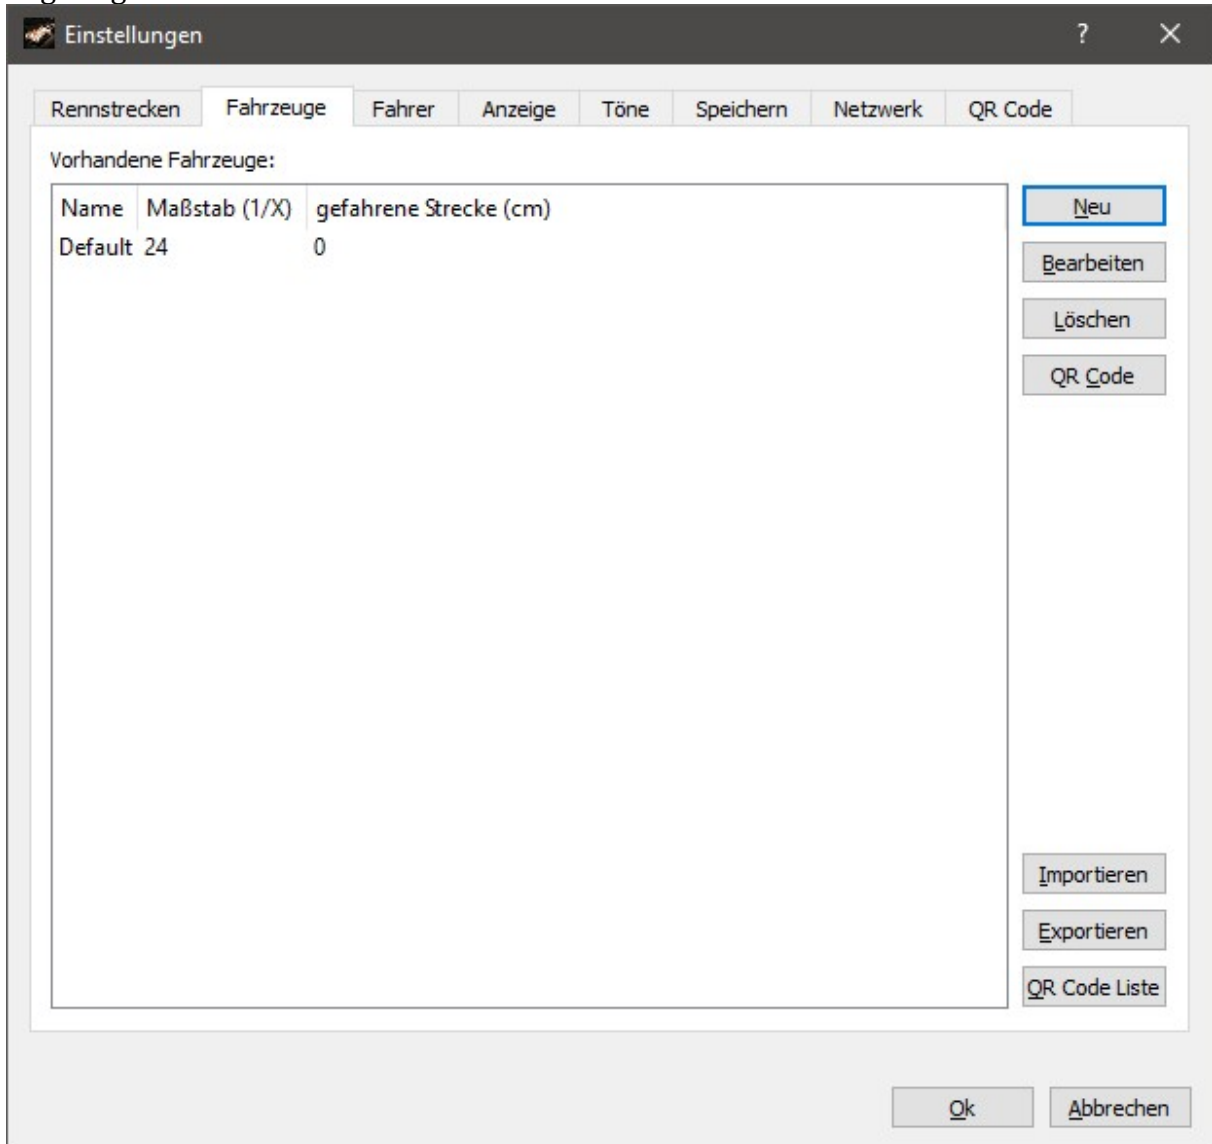 Einstellungen ? ×
Rennstrecken Fahrzeuge Fahrer Anzeige Töne Speichern Netzwerk QR Code
Vorhandene Fahrzeuge:
Name Maßstab (1/X) gefahrene Strecke (cm)
Default 24 0
Neu
Bearbeiten
Löschen
QR Code
Importieren
Exportieren
QR Code Liste
Ok Abbrechen